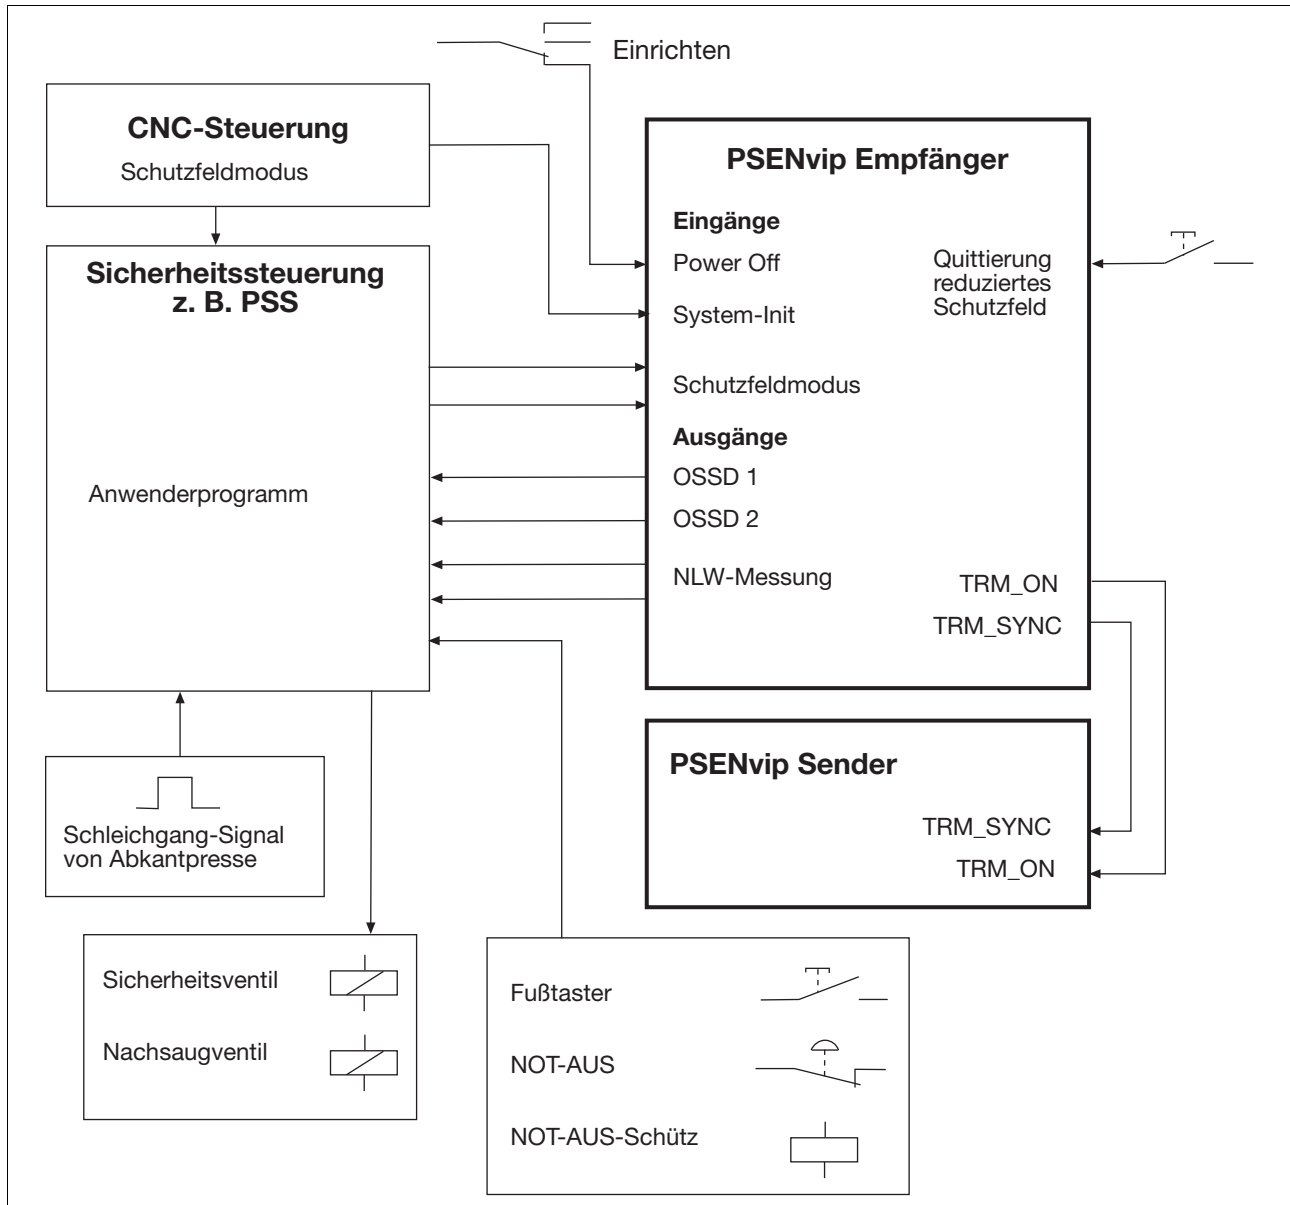 Einrichten
CNC-Steuerung
Schutzfeldmodus
Sicherheitssteuerung
z. B. PSS
Anwenderprogramm
PSENvip Empfänger
Eingänge
Power Off
System-Init
Schutzfeldmodus
Quittierung
reduziertes
Schutzfeld
Ausgänge
OSSD 1
OSSD 2
NLW-Messung
TRM_ON
TRM_SYNC
PSENvip Sender
TRM_SYNC
TRM_ON
Schleichgang-Signal
von Abkantpresse
Sicherheitsventil
Nachsaugventil
Fußtaster
NOT-AUS
NOT-AUS-Schütz